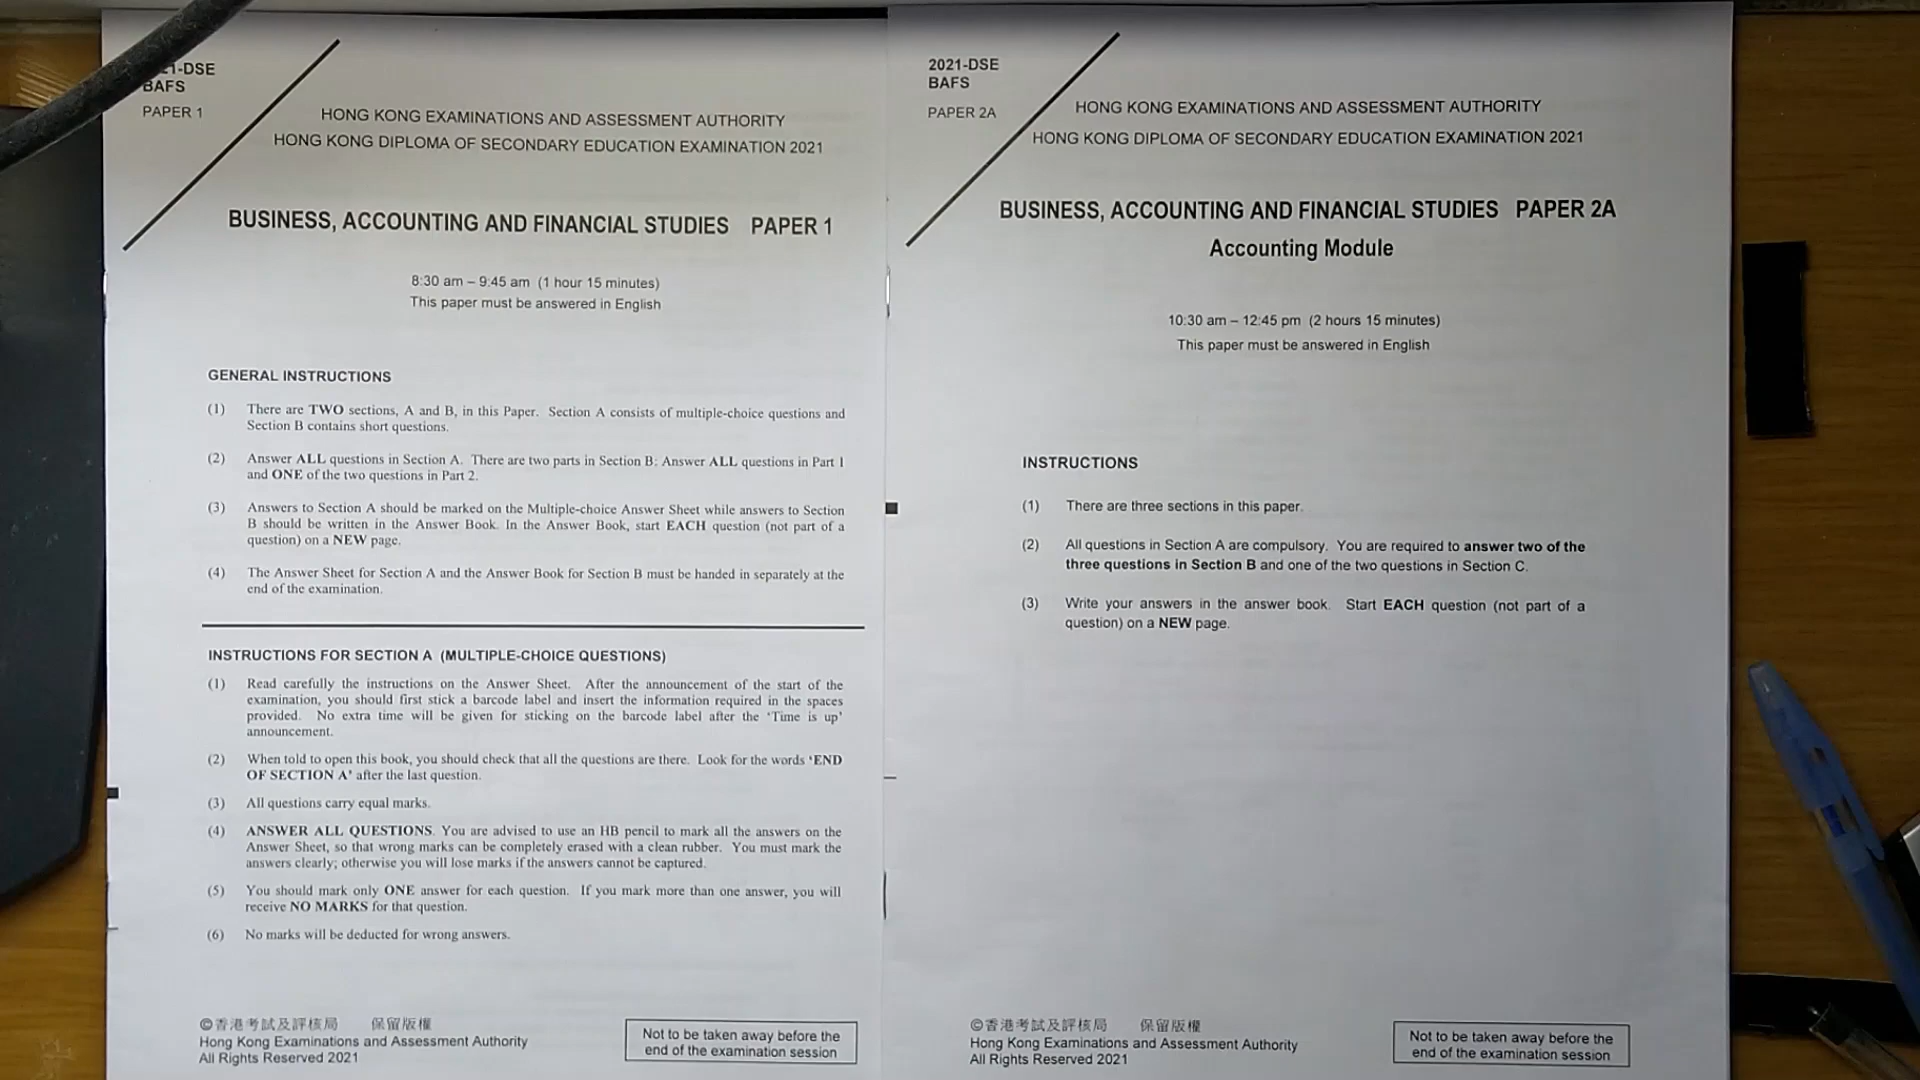 1-DSE
BAFS
PAPER 1
HONG KONG EXAMINATIONS AND ASSESSMENT AUTHORITY
HONG KONG DIPLOMA OF SECONDARY EDUCATION EXAMINATION 2021
BUSINESS, ACCOUNTING AND FINANCIAL STUDIES PAPER 1
8:30 am – 9:45 am (1 hour 15 minutes)
This paper must be answered in English
GENERAL INSTRUCTIONS
(1) There are TWO sections, A and B, in this Paper. Section A consists of multiple-choice questions and
Section B contains short questions.
(2) Answer ALL questions in Section A. There are two parts in Section B: Answer ALL questions in Part 1
and ONE of the two questions in Part 2.
(3) Answers to Section A should be marked on the Multiple-choice Answer Sheet while answers to Section
B should be written in the Answer Book. In the Answer Book, start EACH question (not part of a
question) on a NEW page.
(4) The Answer Sheet for Section A and the Answer Book for Section B must be handed in separately at the
end of the examination.
INSTRUCTIONS FOR SECTION A (MULTIPLE-CHOICE QUESTIONS)
(1) Read carefully the instructions on the Answer Sheet. After the announcement of the start of the
examination, you should first stick a barcode label and insert the information required in the spaces
provided. No extra time will be given for sticking on the barcode label after the ‘Time is up’
announcement.
(2) When told to open this book, you should check that all the questions are there. Look for the words ‘END
OF SECTION A’ after the last question.
(3) All questions carry equal marks.
(4) ANSWER ALL QUESTIONS. You are advised to use an HB pencil to mark all the answers on the
Answer Sheet, so that wrong marks can be completely erased with a clean rubber. You must mark the
answers clearly; otherwise you will lose marks if the answers cannot be captured.
(5) You should mark only ONE answer for each question. If you mark more than one answer, you will
receive NO MARKS for that question.
(6) No marks will be deducted for wrong answers.
©香港考試及評核局 保留版權
Hong Kong Examinations and Assessment Authority
All Rights Reserved 2021
Not to be taken away before the
end of the examination session
2021-DSE
BAFS
PAPER 2A
HONG KONG EXAMINATIONS AND ASSESSMENT AUTHORITY
HONG KONG DIPLOMA OF SECONDARY EDUCATION EXAMINATION 2021
BUSINESS, ACCOUNTING AND FINANCIAL STUDIES PAPER 2A
Accounting Module
10:30 am – 12:45 pm (2 hours 15 minutes)
This paper must be answered in English
INSTRUCTIONS
(1) There are three sections in this paper.
(2) All questions in Section A are compulsory. You are required to answer two of the
three questions in Section B and one of the two questions in Section C.
(3) Write your answers in the answer book. Start EACH question (not part of a
question) on a NEW page.
©香港考試及評核局 保留版權
Hong Kong Examinations and Assessment Authority
All Rights Reserved 2021
Not to be taken away before the
end of the examination session